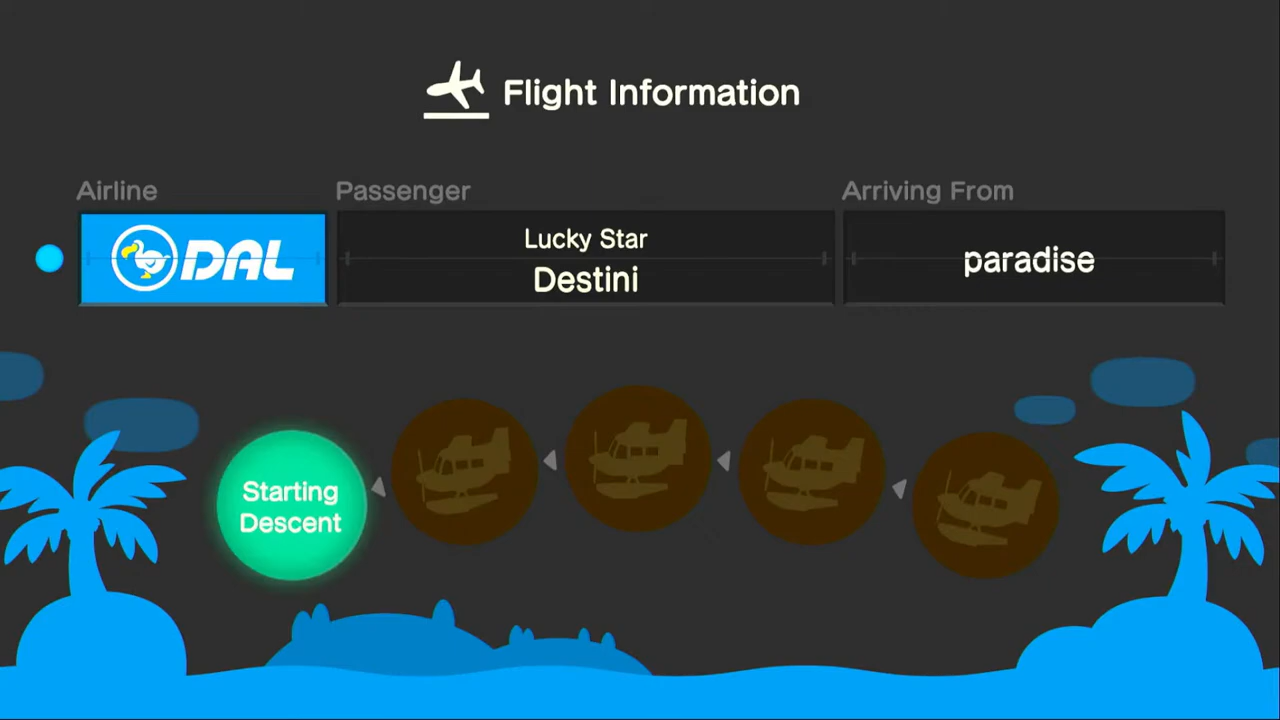 Flight Information
Airline
Passenger
Arriving From
DAL
Lucky Star
Destini
paradise
Starting
Descent